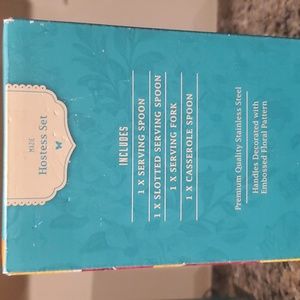 Hostess Set
INCLUDES
1 X SERVING SPOON
1 X SLOTTED SERVING SPOON
1 X SERVING FORK
1 X CASSEROLE SPOON
Premium Quality Stainless Steel
Handles Decorated with
Embossed Floral Pattern